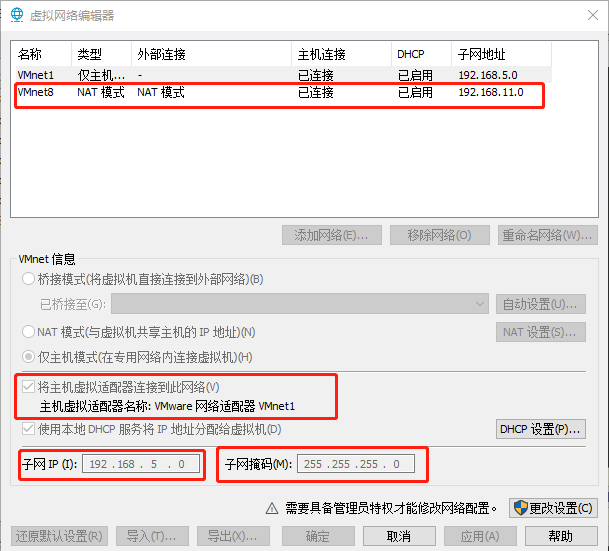 虚拟网络编辑器
名称 类型 外部连接 主机连接 DHCP 子网地址
VMnet1 仅主机... - 已连接 已启用 192.168.5.0
VMnet8 NAT 模式 NAT 模式 已连接 已启用 192.168.11.0
添加网络(E)... 移除网络(O) 重命名网络(W)...
VMnet 信息
桥接模式(将虚拟机直接连接到外部网络)(B)
已桥接至(G): 自动设置(U)...
NAT 模式(与虚拟机共享主机的 IP 地址)(N) NAT 设置(S)...
仅主机模式(在专用网络内连接虚拟机)(H)
将主机虚拟适配器连接到此网络(V)
主机虚拟适配器名称: VMware 网络适配器 VMnet1
使用本地 DHCP 服务将 IP 地址分配给虚拟机(D) DHCP 设置(P)...
子网 IP (I): 192 . 168 . 5 . 0 子网掩码(M): 255 . 255 . 255 . 0
需要具备管理员特权才能修改网络配置。 更改设置(C)
还原默认设置(R) 导入(T)... 导出(X)... 确定 取消 应用(A) 帮助